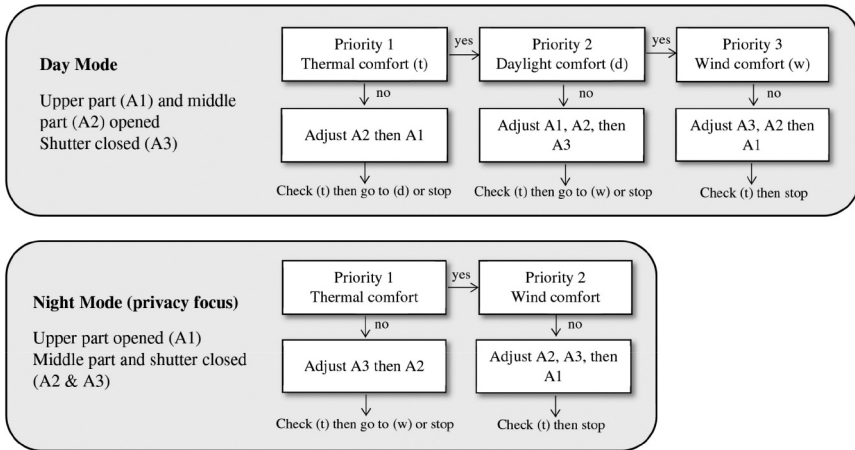 Day Mode
Upper part (A1) and middle
part (A2) opened
Shutter closed (A3)
Priority 1
Thermal comfort (t)
yes
Priority 2
Daylight comfort (d)
yes
Priority 3
Wind comfort (w)
no
no
no
Adjust A2 then A1
Adjust A1, A2, then
A3
Adjust A3, A2 then
A1
Check (t) then go to (d) or stop
Check (t) then go to (w) or stop
Check (t) then stop
Night Mode (privacy focus)
Upper part opened (A1)
Middle part and shutter closed
(A2 & A3)
Priority 1
Thermal comfort
yes
Priority 2
Wind comfort
no
no
Adjust A3 then A2
Adjust A2, A3, then
A1
Check (t) then go to (w) or stop
Check (t) then stop